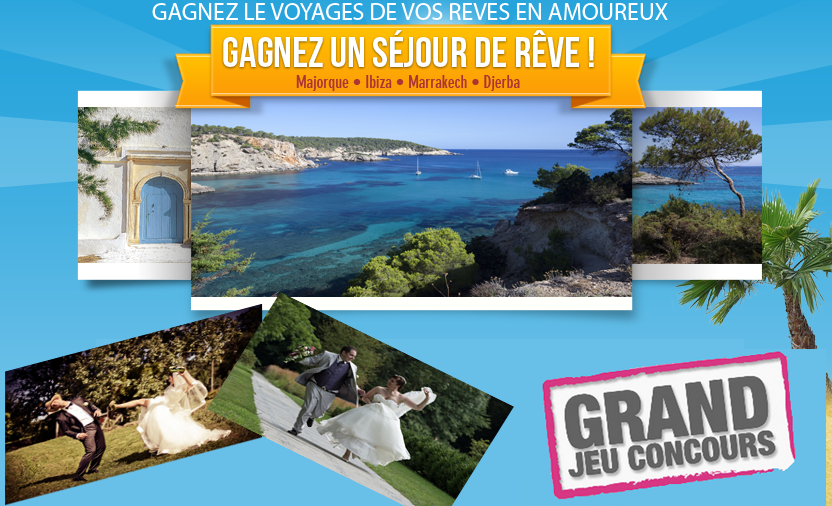 GAGNEZ LE VOYAGES DE VOS REVES EN AMOUREUX
GAGNEZ UN SÉJOUR DE RÊVE !
Majorque • Ibiza • Marrakech • Djerba
GRAND
JEU CONCOURS